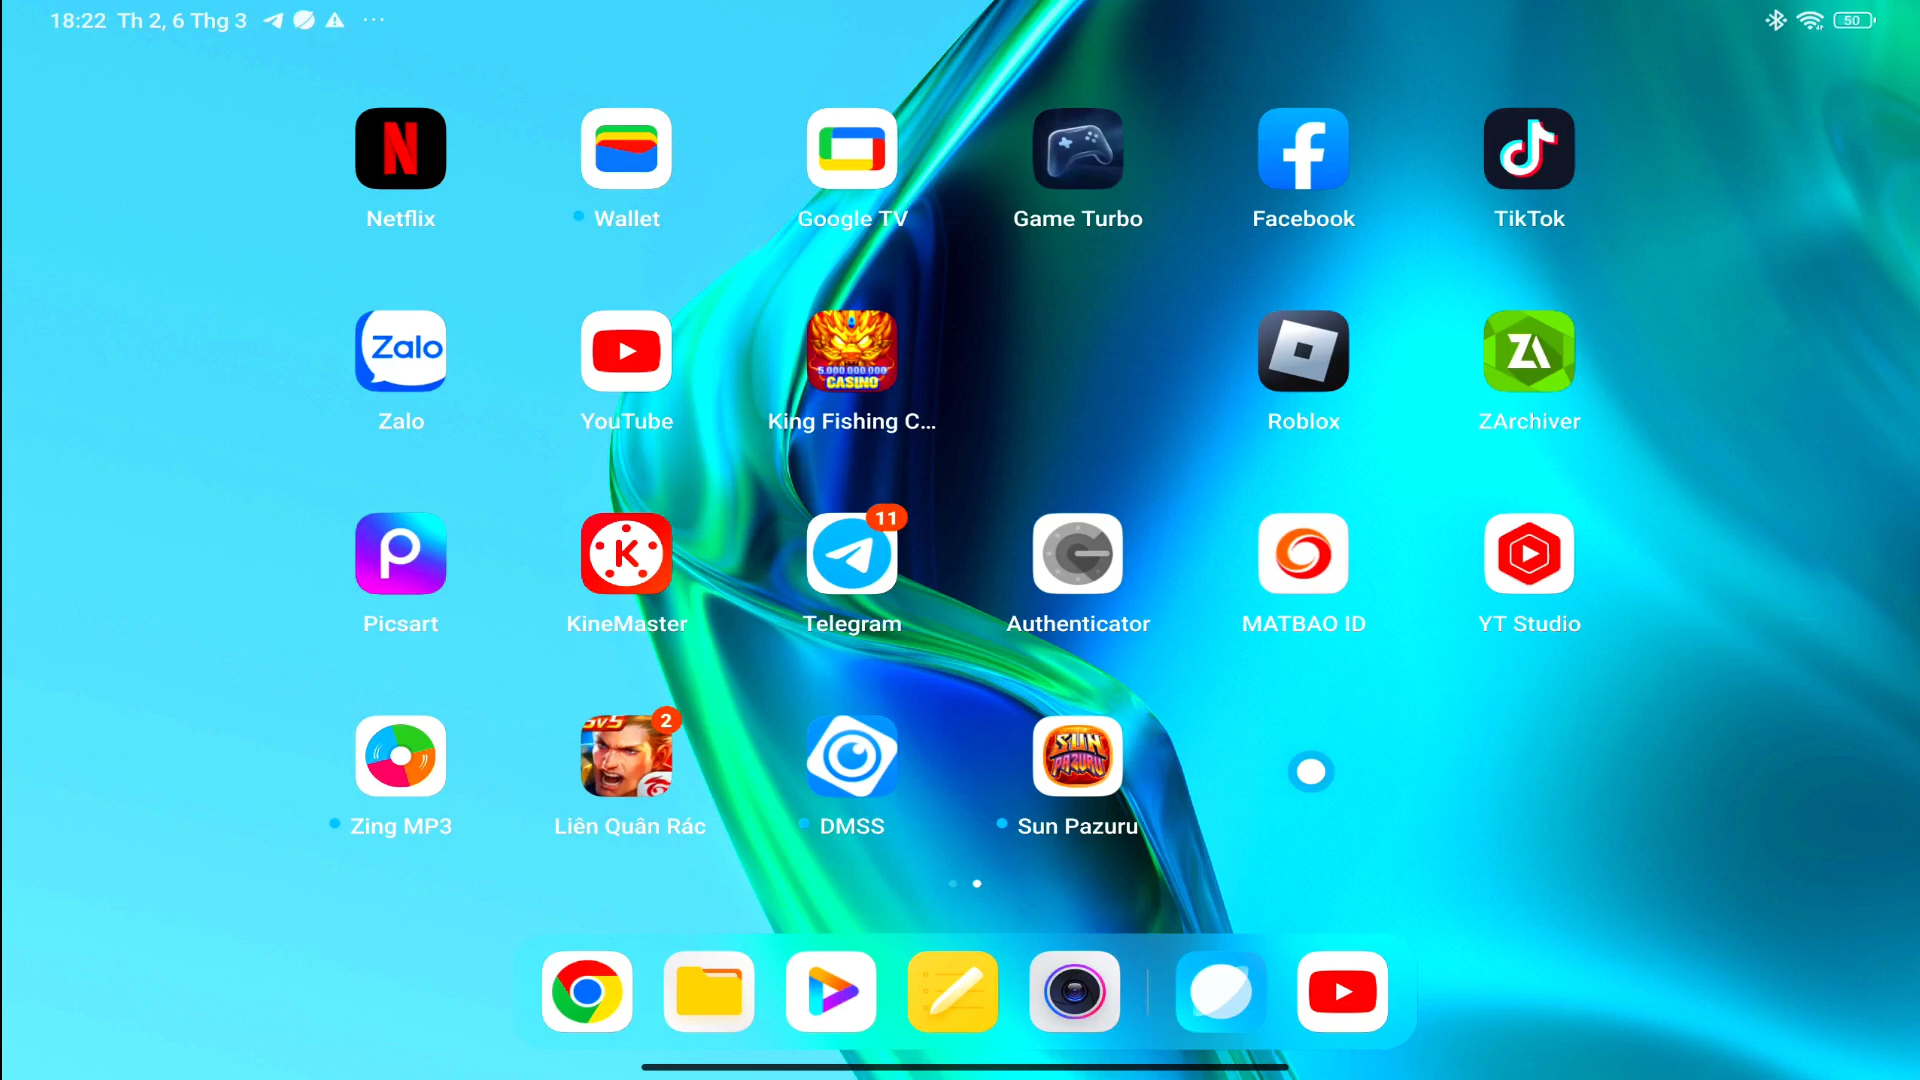 18:22 Th 2, 6 Thg 3 ...
50
N
Netflix
Wallet
Google TV
Game Turbo
Facebook
TikTok
Zalo
Zalo
YouTube
5.000.000.000
CASINO
King Fishing C...
Roblox
ZA
ZArchiver
Picsart
K
KineMaster
11
Telegram
Authenticator
MATBAO ID
YT Studio
Zing MP3
5v5
2
Liên Quân Rác
DMSS
SUN
PAZURU
Sun Pazuru